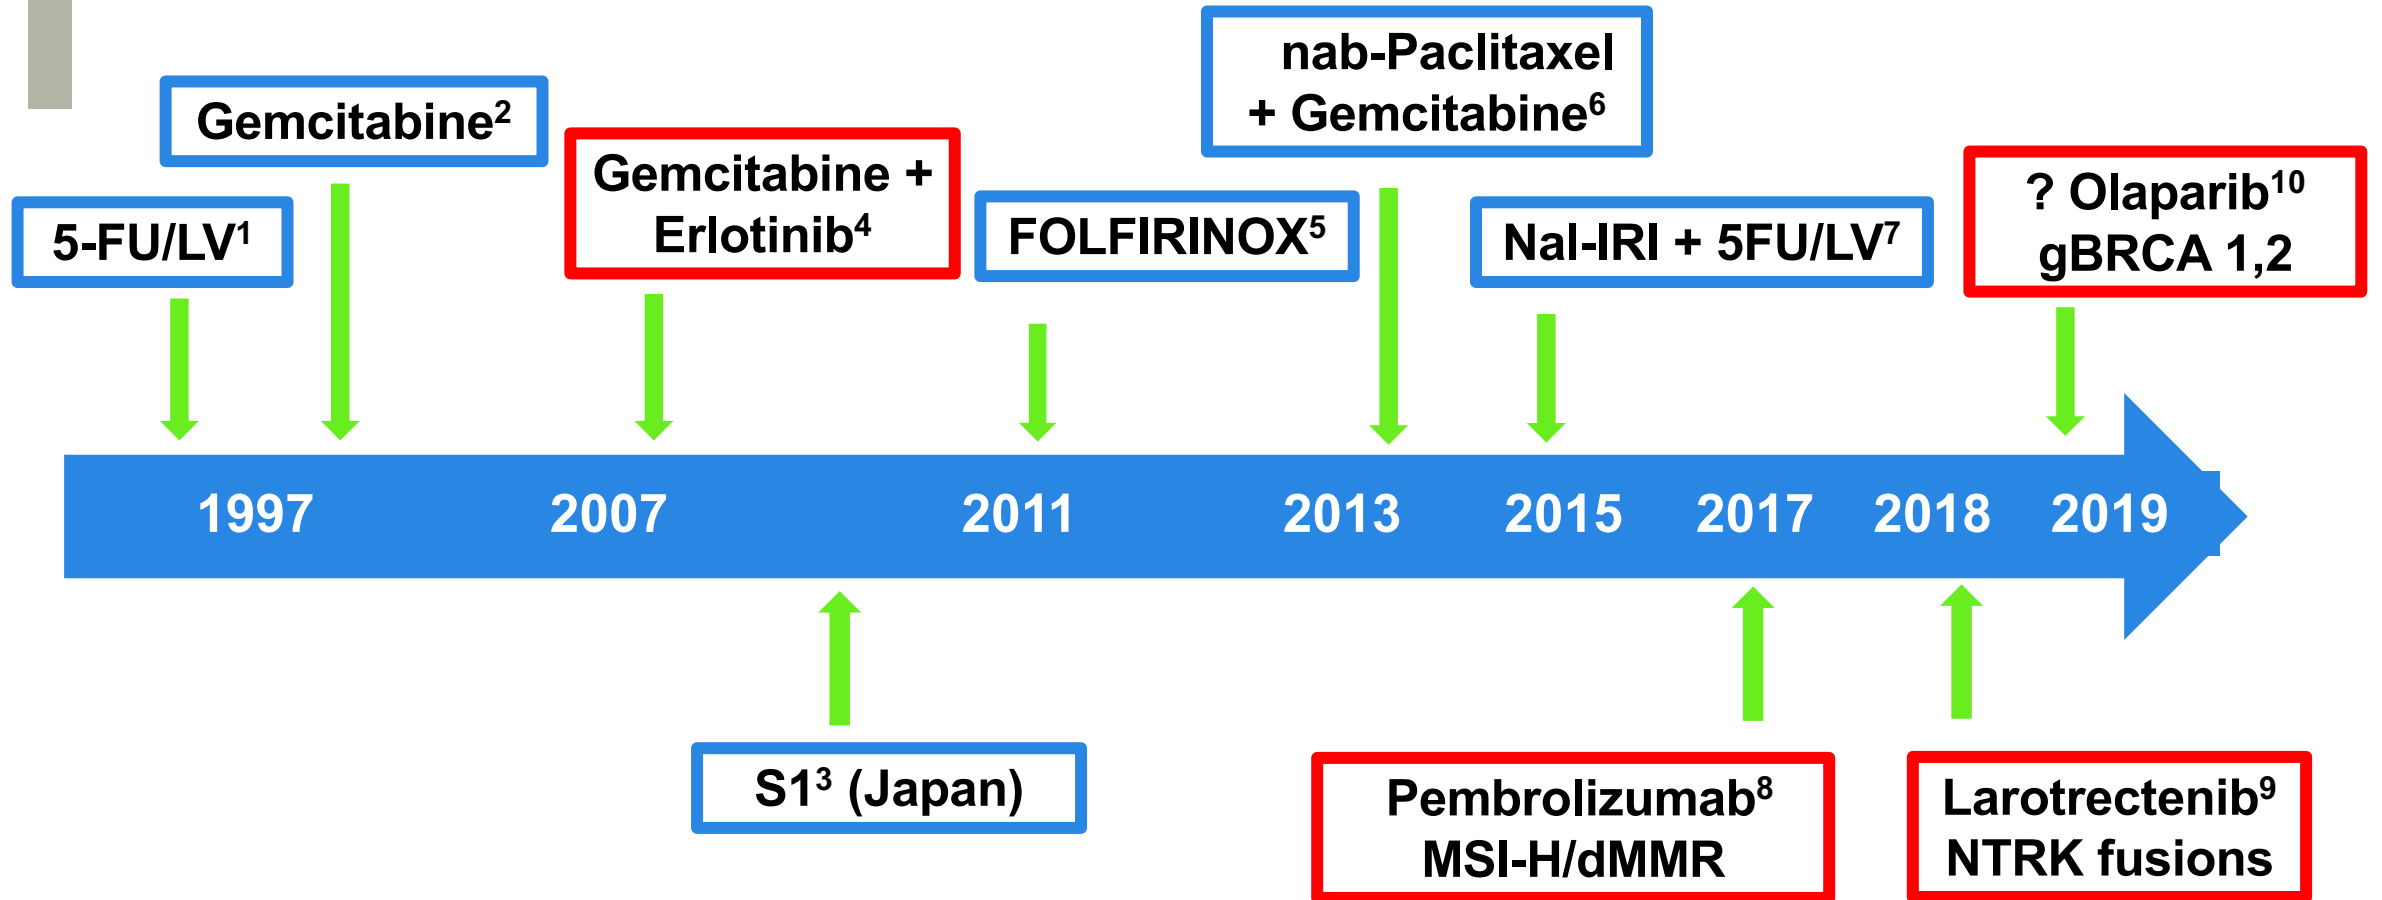 nab-Paclitaxel
+ Gemcitabine⁶
Gemcitabine²
Gemcitabine +
Erlotinib⁴
? Olaparib¹⁰
gBRCA 1,2
5-FU/LV¹
FOLFIRINOX⁵
Nal-IRI + 5FU/LV⁷
1997 2007 2011 2013 2015 2017 2018 2019
S1³ (Japan)
Pembrolizumab⁸
MSI-H/dMMR
Larotrectenib⁹
NTRK fusions